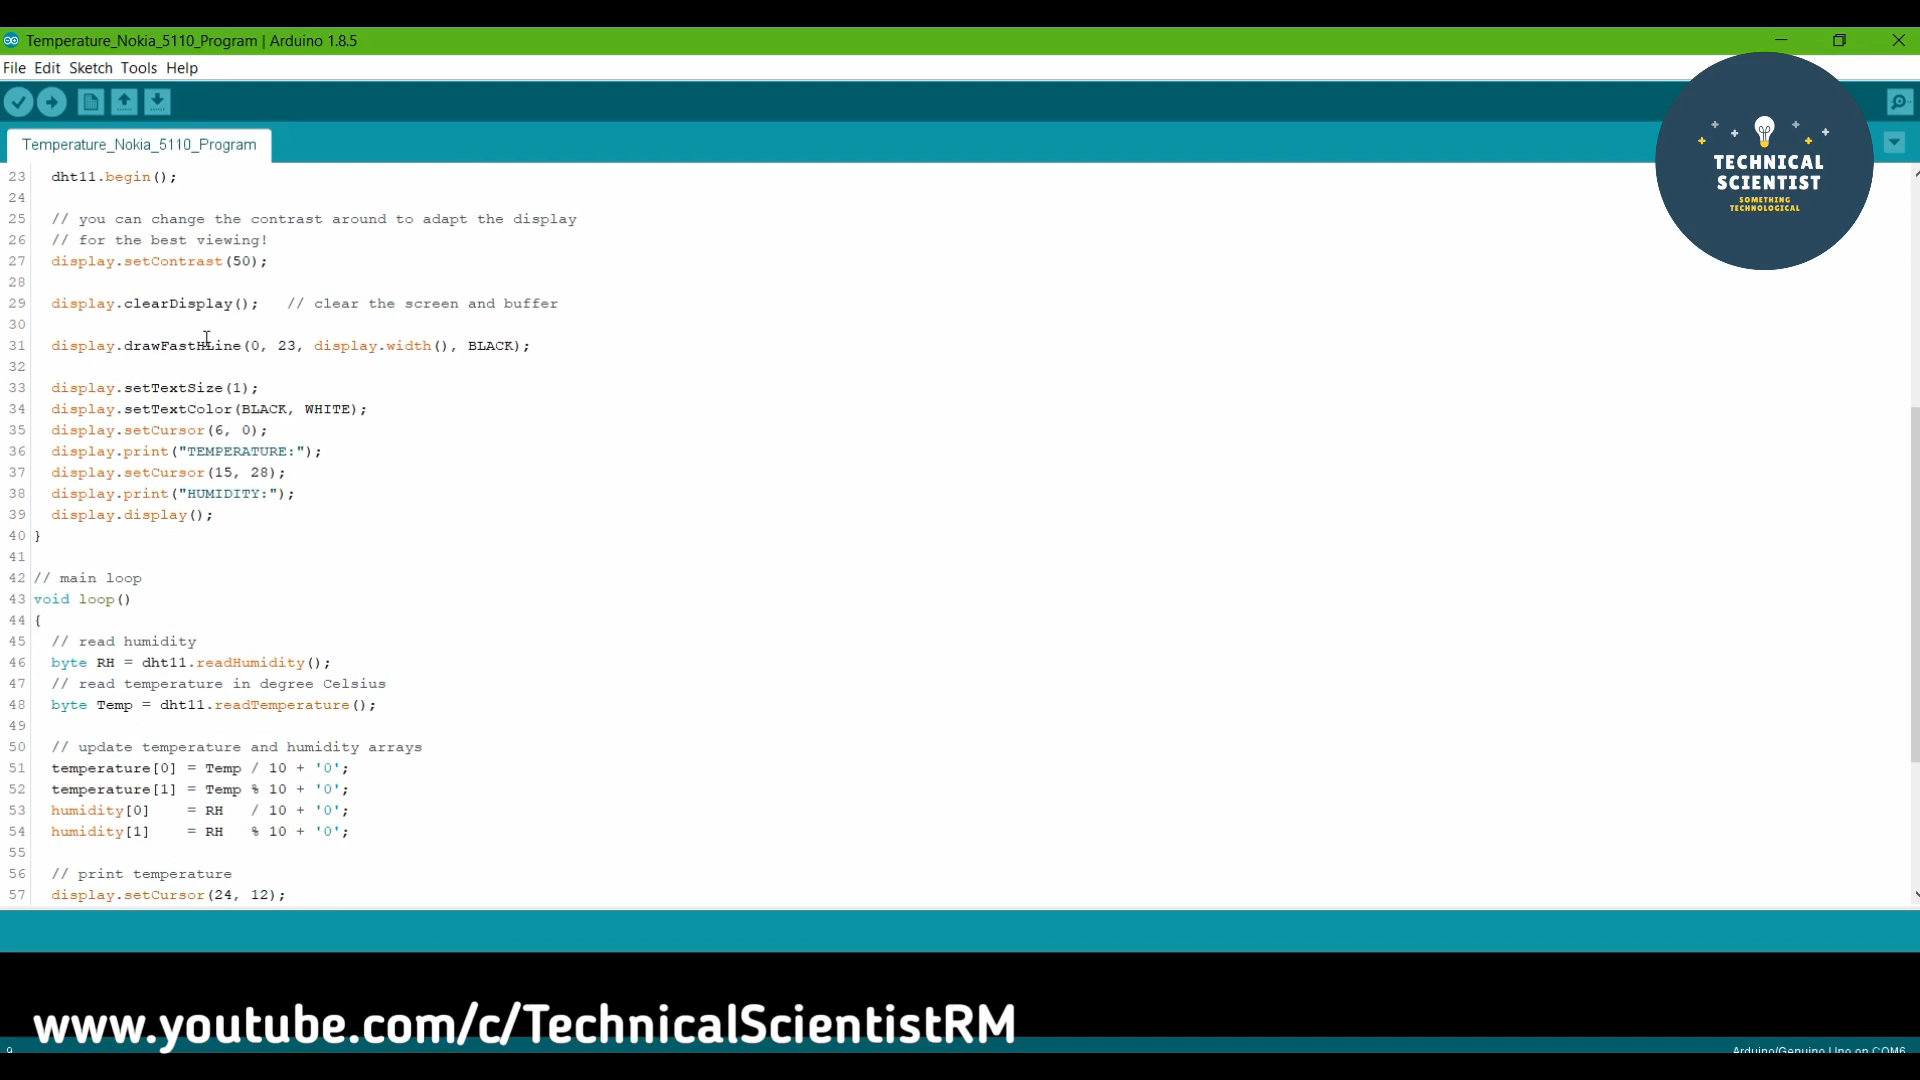 Temperature_Nokia_5110_Program | Arduino 1.8.5
File Edit Sketch Tools Help
Temperature_Nokia_5110_Program
TECHNICAL
SCIENTIST
SOMETHING
TECHNOLOGICAL
23 dht11.begin();
24
25 // you can change the contrast around to adapt the display
26 // for the best viewing!
27 display.setContrast(50);
28
29 display.clearDisplay(); // clear the screen and buffer
30
31 display.drawFastHLine(0, 23, display.width(), BLACK);
32
33 display.setTextSize(1);
34 display.setTextColor(BLACK, WHITE);
35 display.setCursor(6, 0);
36 display.print("TEMPERATURE:");
37 display.setCursor(15, 28);
38 display.print("HUMIDITY:");
39 display.display();
40 }
41
42 // main loop
43 void loop()
44 {
45 // read humidity
46 byte RH = dht11.readHumidity();
47 // read temperature in degree Celsius
48 byte Temp = dht11.readTemperature();
49
50 // update temperature and humidity arrays
51 temperature[0] = Temp / 10 + '0';
52 temperature[1] = Temp % 10 + '0';
53 humidity[0] = RH / 10 + '0';
54 humidity[1] = RH % 10 + '0';
55
56 // print temperature
57 display.setCursor(24, 12);
www.youtube.com/c/TechnicalScientistRM
Arduino/Genuino Uno on COM6